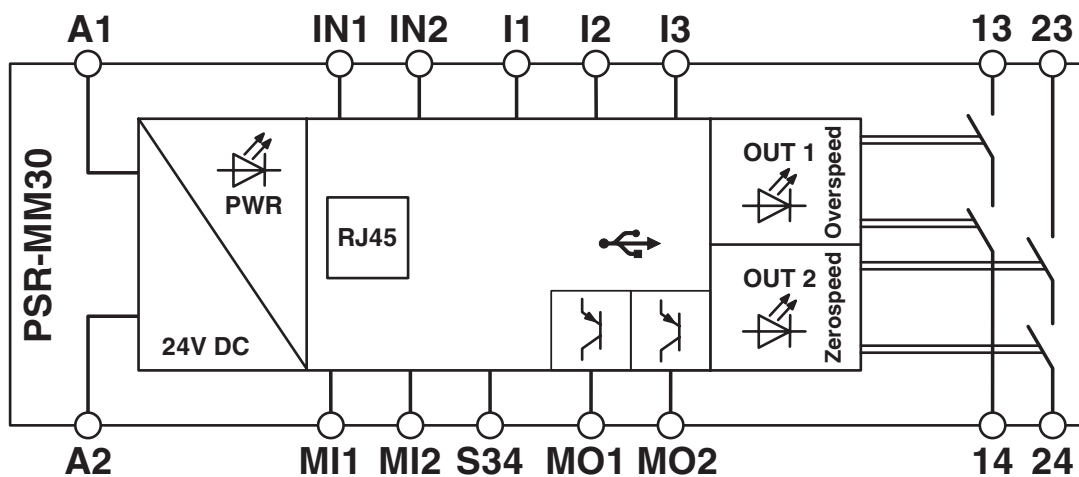 A1 IN1 IN2 I1 I2 I3 13 23
PSR-MM30
PWR
24V DC
RJ45
OUT 1
Overspeed
OUT 2
Zerospeed
A2 MI1 MI2 S34 MO1 MO2 14 24